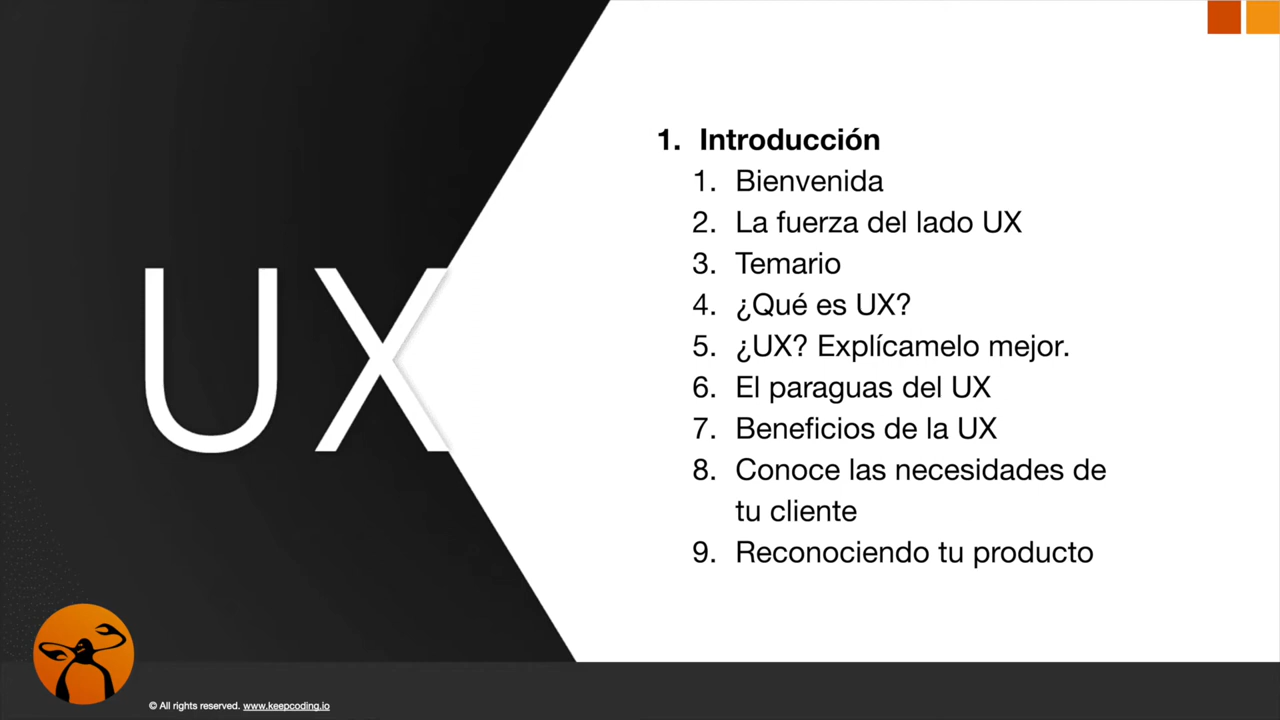 UX
1. Introducción
1. Bienvenida
2. La fuerza del lado UX
3. Temario
4. ¿Qué es UX?
5. ¿UX? Explícamelo mejor.
6. El paraguas del UX
7. Beneficios de la UX
8. Conoce las necesidades de
tu cliente
9. Reconociendo tu producto
© All rights reserved. www.keepcoding.io